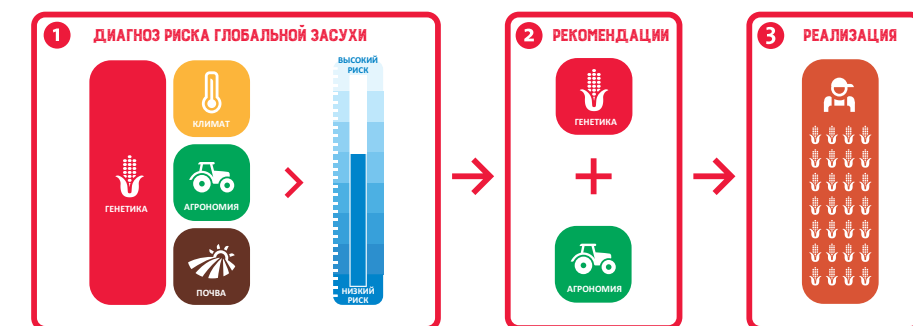 1 ДИАГНОЗ РИСКА ГЛОБАЛЬНОЙ ЗАСУХИ
ГЕНЕТИКА
КЛИМАТ
АГРОНОМИЯ
ПОЧВА
ВЫСОКИЙ
РИСК
НИЗКИЙ
РИСК
2 РЕКОМЕНДАЦИИ
ГЕНЕТИКА
+
АГРОНОМИЯ
3 РЕАЛИЗАЦИЯ